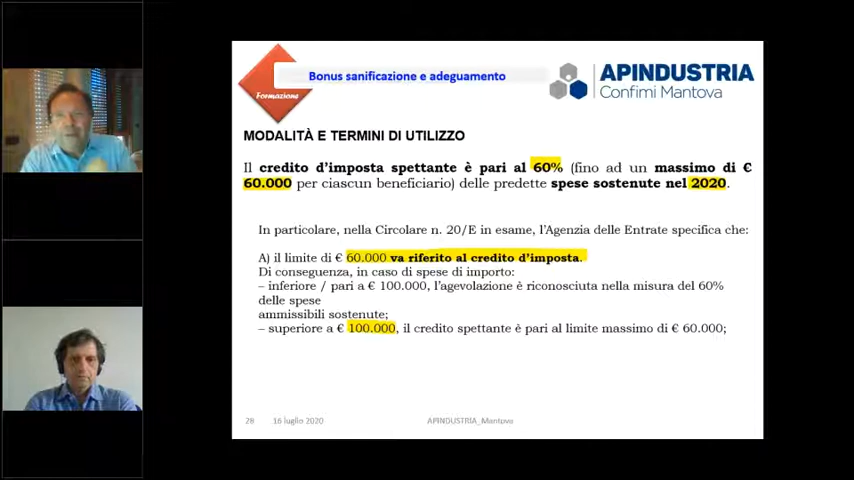 Bonus sanificazione e adeguamento
Formazione
APINDUSTRIA
Confimi Mantova
MODALITÀ E TERMINI DI UTILIZZO
Il credito d'imposta spettante è pari al 60% (fino ad un massimo di €
60.000 per ciascun beneficiario) delle predette spese sostenute nel 2020.
In particolare, nella Circolare n. 20/E in esame, l'Agenzia delle Entrate specifica che:
A) il limite di € 60.000 va riferito al credito d'imposta.
Di conseguenza, in caso di spese di importo:
– inferiore / pari a € 100.000, l'agevolazione è riconosciuta nella misura del 60%
delle spese
ammissibili sostenute;
– superiore a € 100.000, il credito spettante è pari al limite massimo di € 60.000;
28 16 luglio 2020 APINDUSTRIA_Mantova